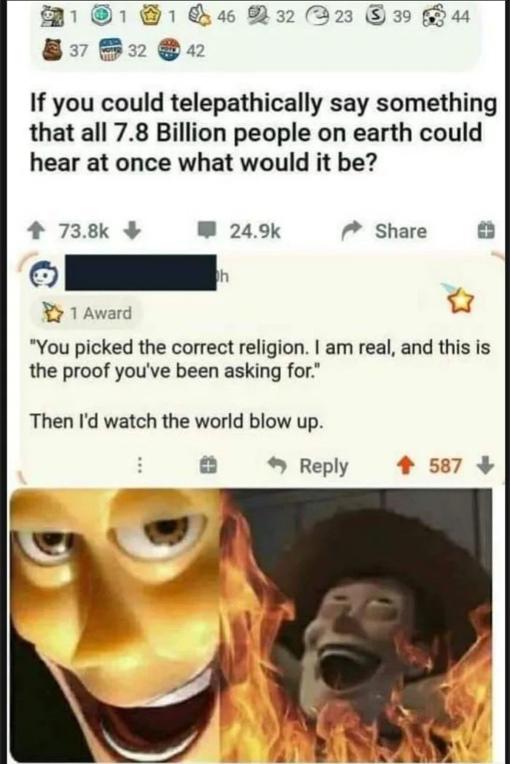 1 1 1 46 32 23 S 39 44
37 VOTED 32 VOTE 42
If you could telepathically say something
that all 7.8 Billion people on earth could
hear at once what would it be?
73.8k 24.9k Share
h
1 Award
"You picked the correct religion. I am real, and this is
the proof you've been asking for."
Then I'd watch the world blow up.
Reply 587